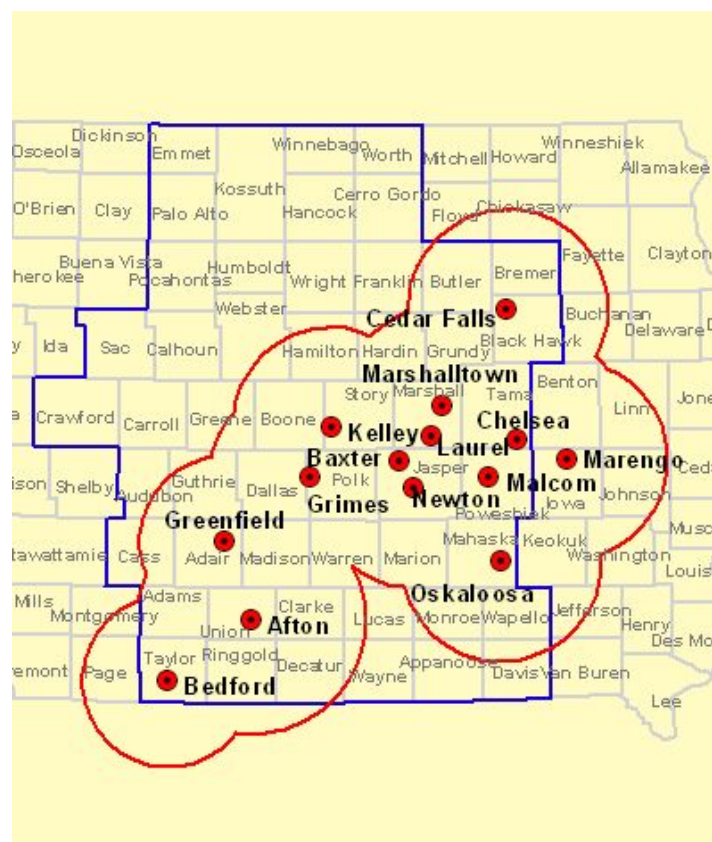 Dickinson
Winnebago
Winneshiek
Osceola
Emmet
Worth
Mitchell
Howard
Allamakee
Kossuth
Cerro Gordo
O'Brien
Clay
Palo Alto
Hancock
Floyd
Chickasaw
Fayette
Clayton
Buena Vista
Humboldt
herokee
Pocahontas
Wright
Franklin
Butler
Bremer
Webster
Cedar Falls
Buchanan
Delaware
Ida
Sac
Calhoun
Hamilton
Hardin
Grundy
Black Hawk
Marshalltown
Benton
Story
Marshall
Tama
Linn
Jone
Crawford
Carroll
Greene
Boone
Kelley
Chelsea
Laurel
Baxter
Jasper
Marengo
Ced
ison
Shelby
Audubon
Guthrie
Dallas
Polk
Grimes
Newton
Malcom
Iowa
Johnson
Poweshiek
Greenfield
Musc
tawattamie
Cass
Adair
Madison
Warren
Marion
Mahaska
Keokuk
Washington
Louis
Oskaloosa
Mills
Montgomery
Adams
Union
Afton
Clarke
Lucas
Monroe
Wapello
Jefferson
Henry
Des Mo
remont
Page
Taylor
Ringgold
Decatur
Wayne
Appanoose
Davis
Van Buren
Bedford
Lee